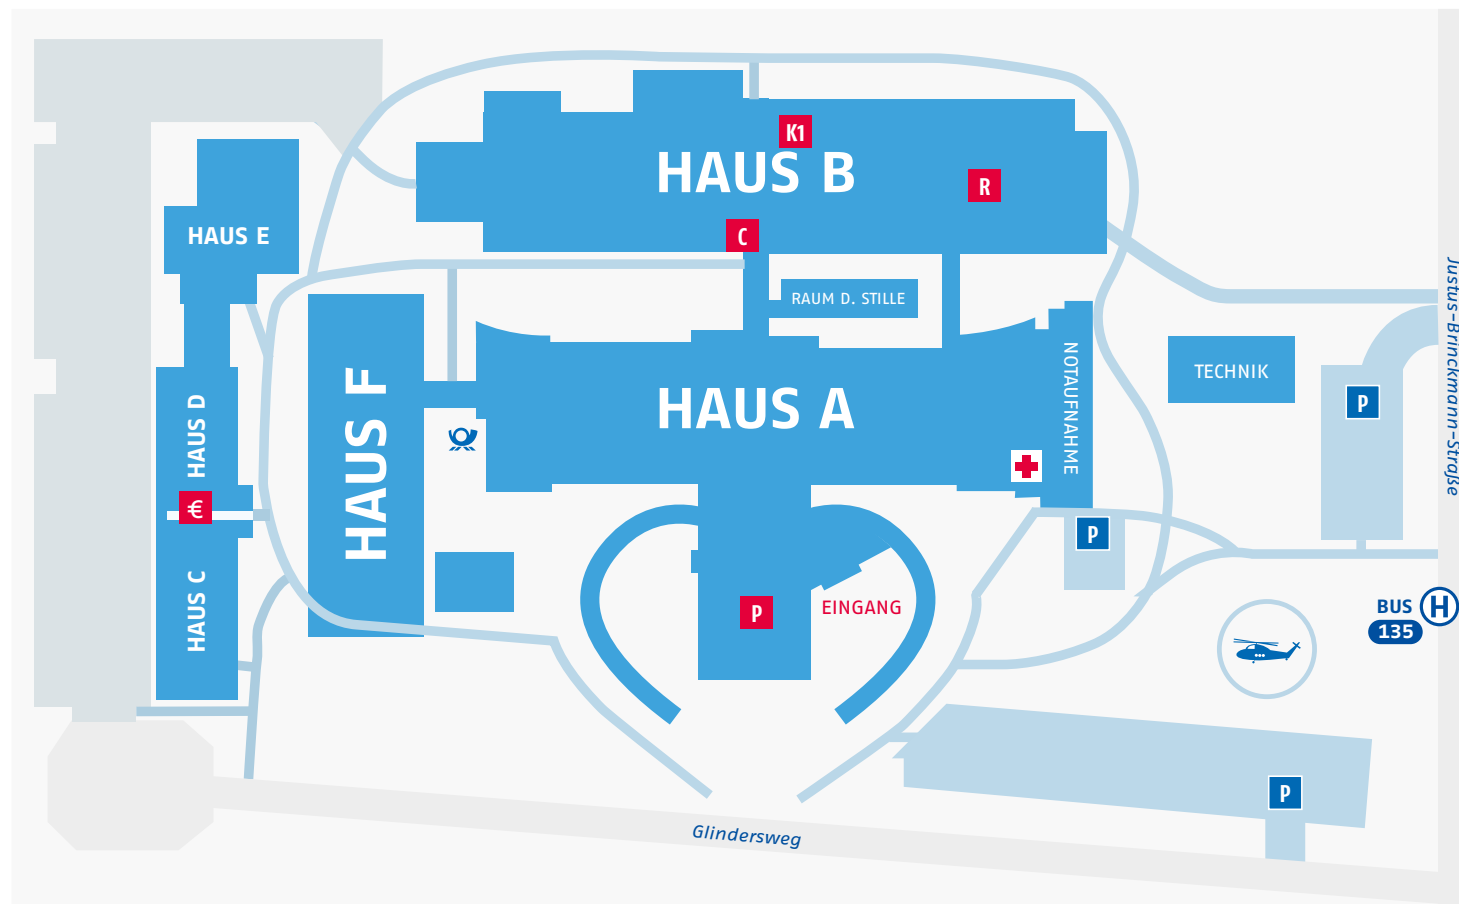 K1
HAUS B
R
C
HAUS E
RAUM D. STILLE
HAUS F
HAUS A
NOTAUFNAHME
TECHNIK
P
Justus-Brinckmann-Straße
HAUS D
€
P
HAUS C
P
EINGANG
BUS
H
135
P
Glindersweg